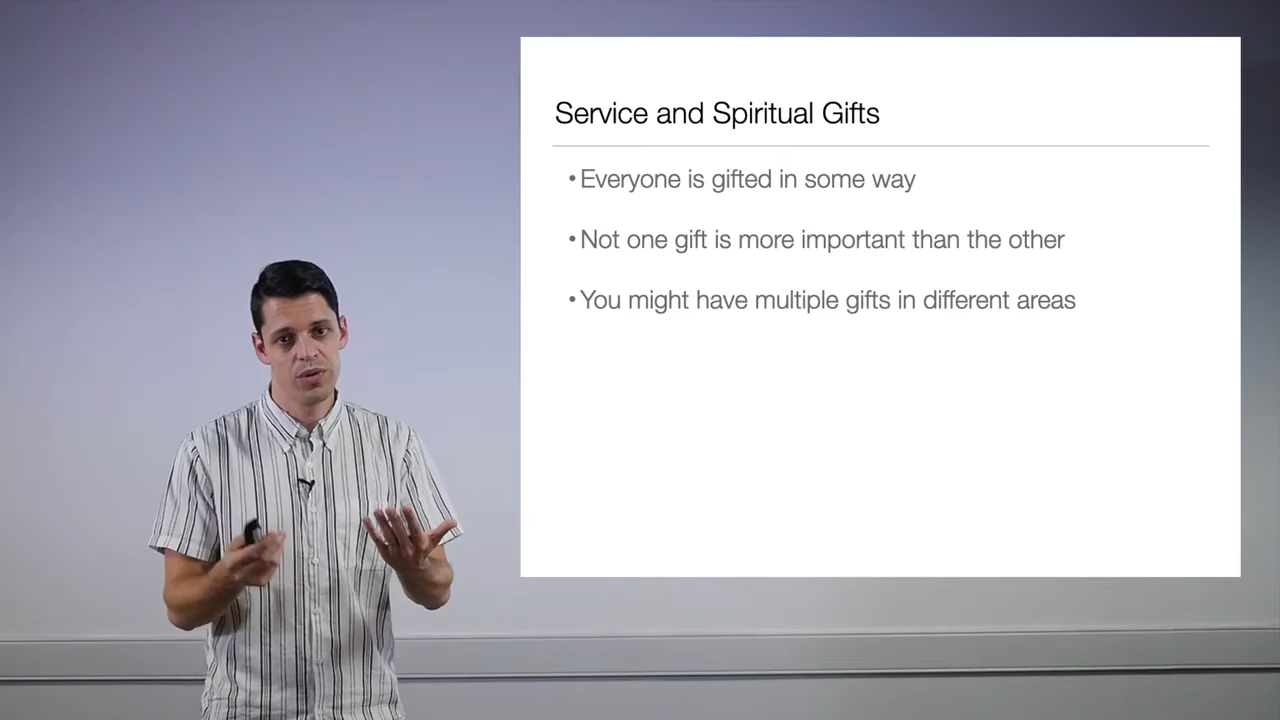 Service and Spiritual Gifts
•Everyone is gifted in some way
•Not one gift is more important than the other
•You might have multiple gifts in different areas